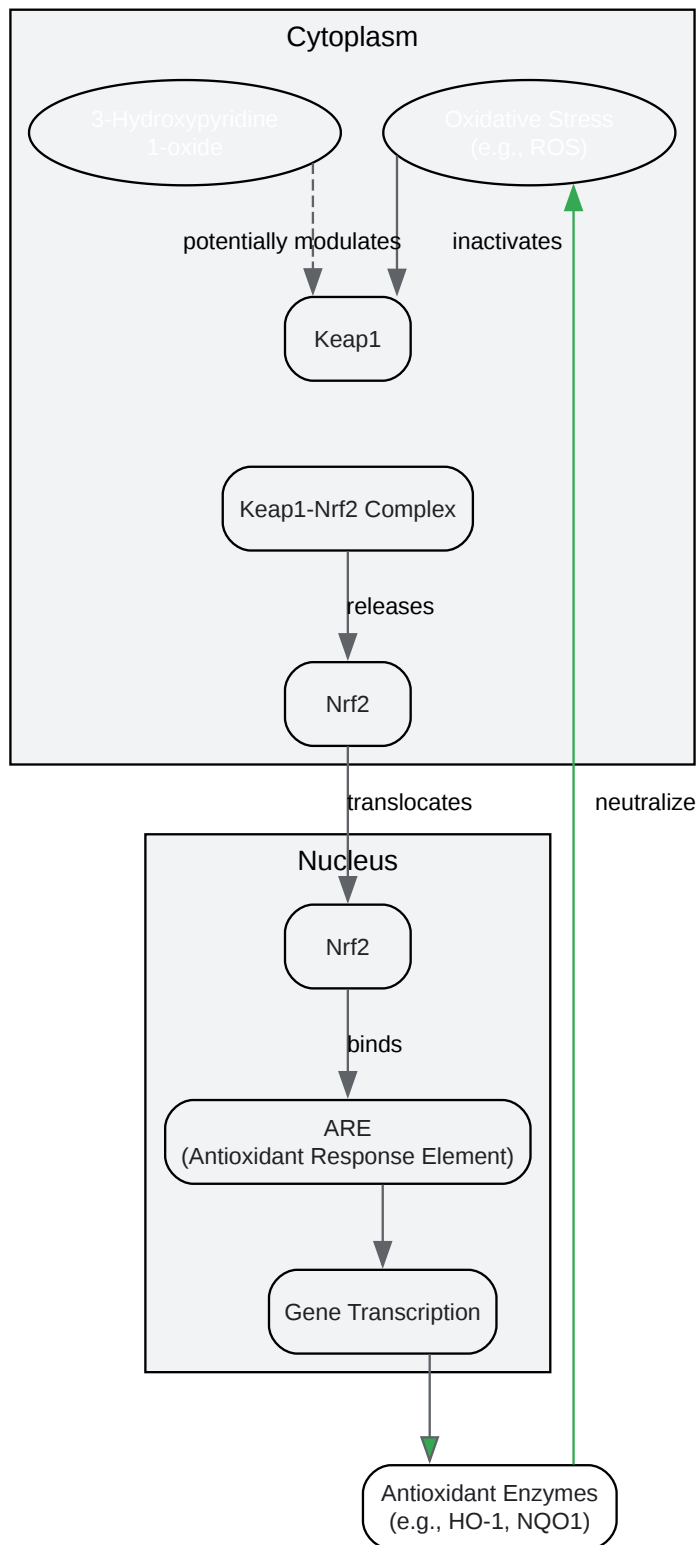 Cytoplasm
3-Hydroxypyridine
1-oxide
Oxidative Stress
(e.g., ROS)
potentially modulates
inactivates
Keap1
Keap1-Nrf2 Complex
releases
Nrf2
translocates
neutralize
Nucleus
Nrf2
binds
ARE
(Antioxidant Response Element)
Gene Transcription
Antioxidant Enzymes
(e.g., HO-1, NQO1)